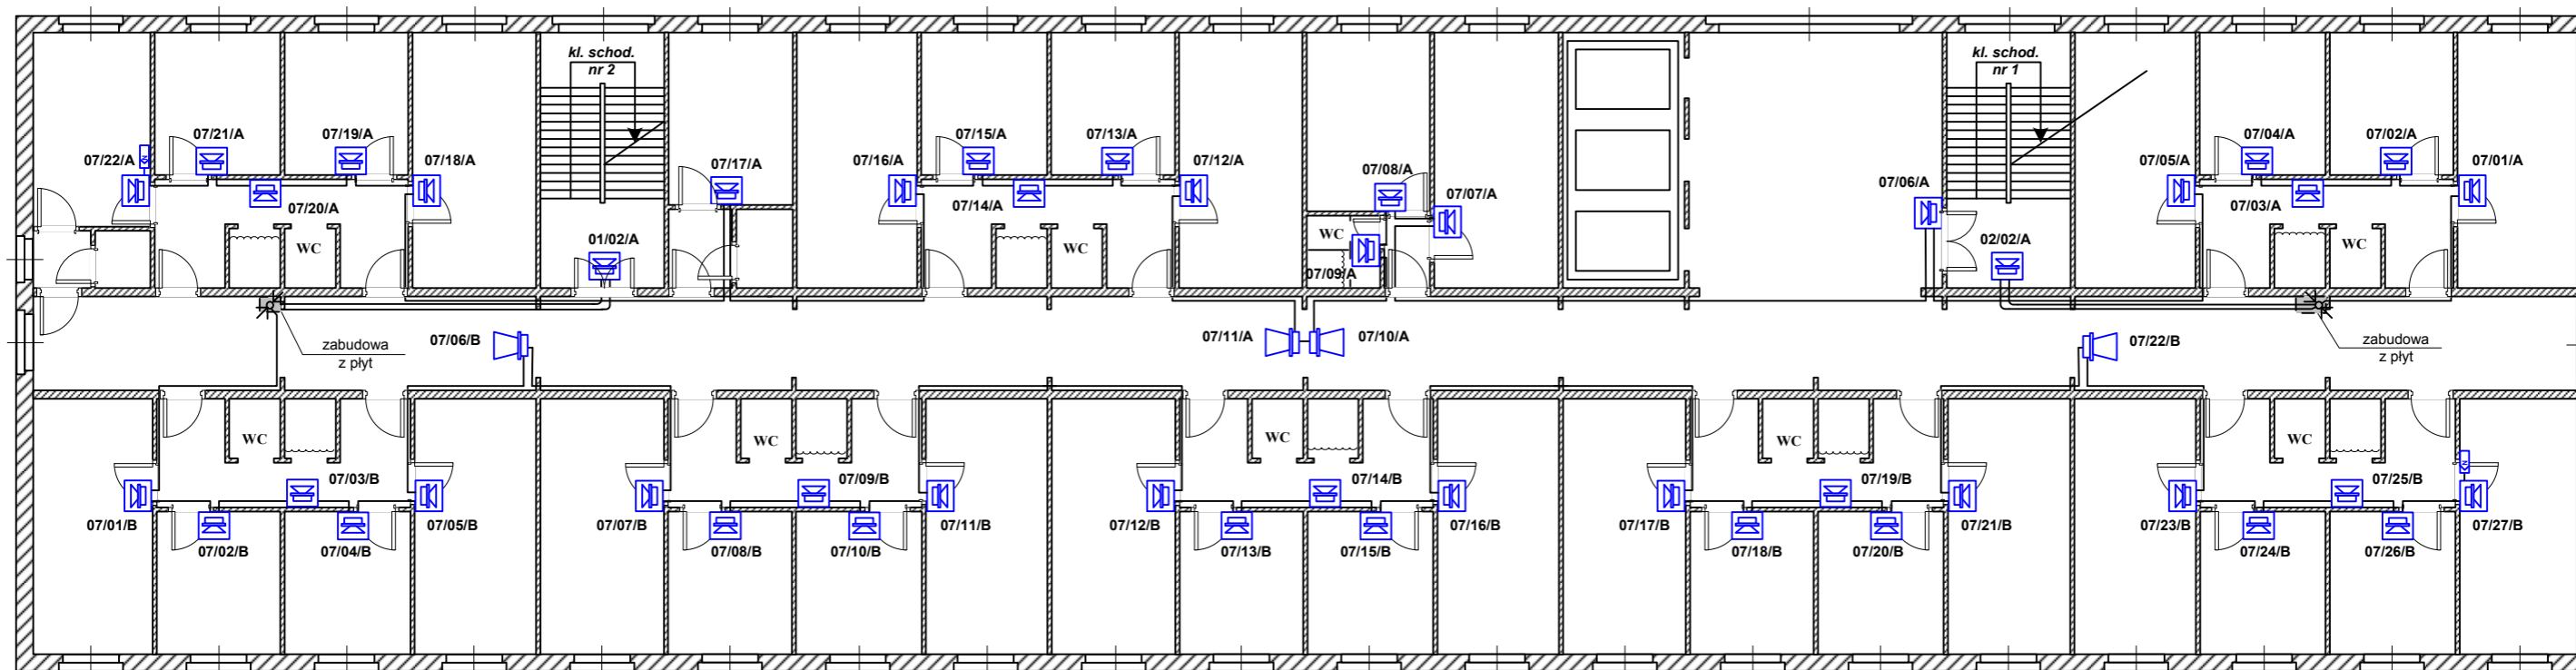 kl. schod.
nr 2
kl. schod.
nr 1
07/21/A
07/19/A
07/15/A
07/13/A
07/04/A
07/02/A
07/22/A
07/18/A
07/17/A
07/16/A
07/12/A
07/08/A
07/07/A
07/06/A
07/05/A
07/01/A
07/20/A
07/14/A
07/03/A
WC
WC
WC
WC
01/02/A
07/09/A
02/02/A
07/06/B
zabudowa
z płyt
07/11/A
07/10/A
07/22/B
zabudowa
z płyt
WC
WC
WC
WC
WC
07/03/B
07/09/B
07/14/B
07/19/B
07/25/B
07/01/B
07/05/B
07/07/B
07/11/B
07/12/B
07/16/B
07/17/B
07/21/B
07/23/B
07/27/B
07/02/B
07/04/B
07/08/B
07/10/B
07/13/B
07/15/B
07/18/B
07/20/B
07/24/B
07/26/B